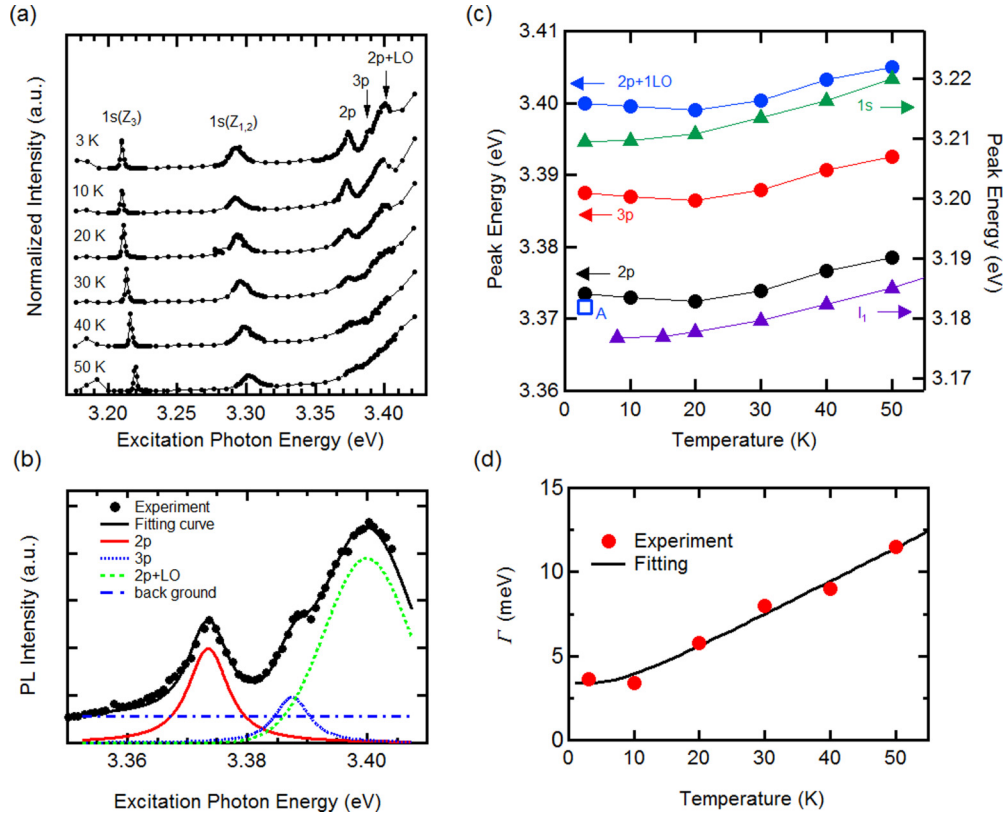 (a)
Normalized Intensity (a.u.)
2p+LO
3p
2p
1s(Z3)
1s(Z1,2)
3 K
10 K
20 K
30 K
40 K
50 K
3.20
3.25
3.30
3.35
3.40
Excitation Photon Energy (eV)
(c)
Peak Energy (eV)
3.41
3.40
3.39
3.38
3.37
3.36
2p+1LO
1s
3p
2p
A
I1
3.22
3.21
3.20
3.19
3.18
3.17
Peak Energy (eV)
0
10
20
30
40
50
Temperature (K)
(b)
PL Intensity (a.u.)
Experiment
Fitting curve
2p
3p
2p+LO
back ground
3.36
3.38
3.40
Excitation Photon Energy (eV)
(d)
Γ (meV)
15
10
5
0
Experiment
Fitting
0
10
20
30
40
50
Temperature (K)